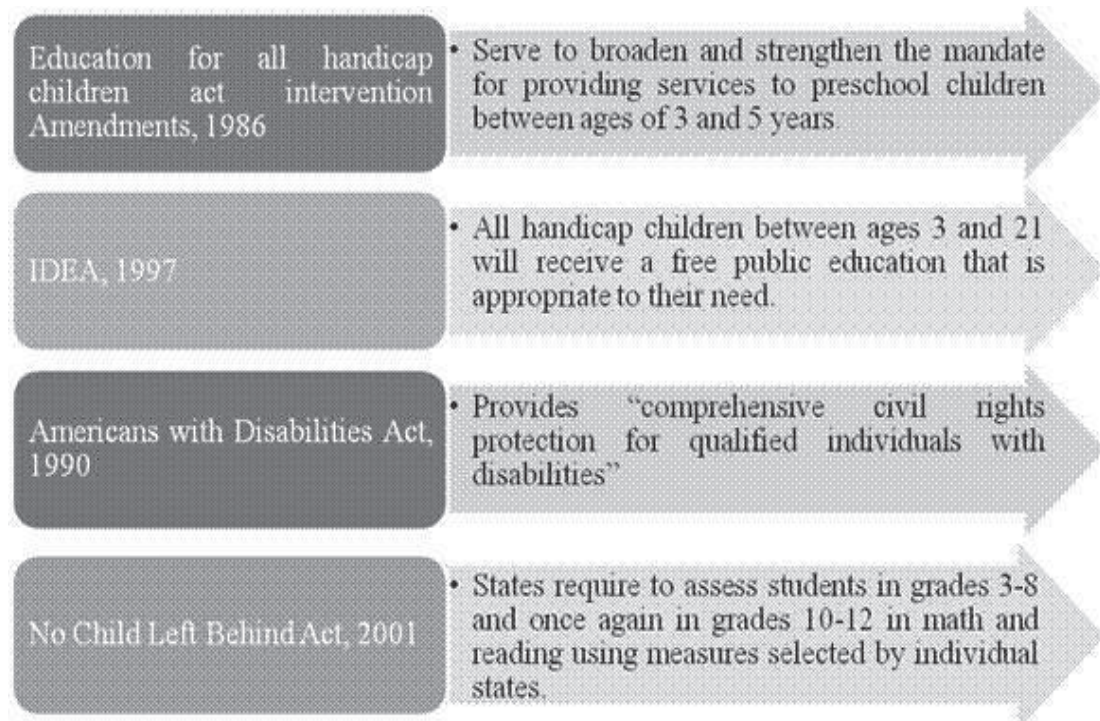 Education for all handicap
children act intervention
Amendments, 1986
• Serve to broaden and strengthen the mandate
for providing services to preschool children
between ages of 3 and 5 years.
IDEA, 1997
• All handicap children between ages 3 and 21
will receive a free public education that is
appropriate to their need.
Americans with Disabilities Act,
1990
• Provides “comprehensive civil rights
protection for qualified individuals with
disabilities”
No Child Left Behind Act, 2001
• States require to assess students in grades 3-8
and once again in grades 10-12 in math and
reading using measures selected by individual
states.